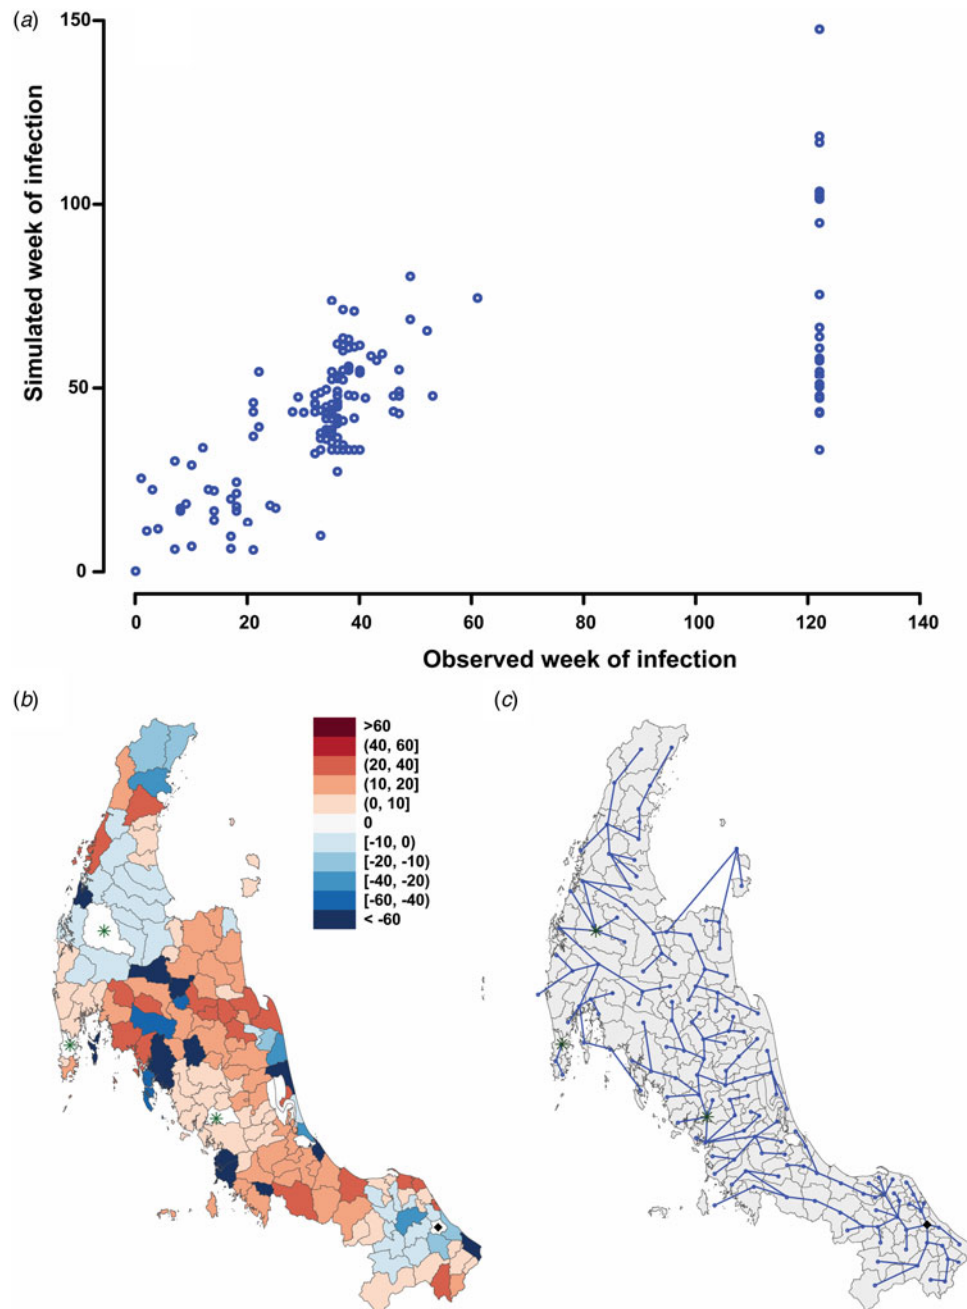 (a)
150
100
50
0
Simulated week of infection
0 20 40 60 80 100 120 140
Observed week of infection
(b)
>60
(40, 60]
(20, 40]
(10, 20]
(0, 10]
0
[-10, 0)
[-20, -10)
[-40, -20)
[-60, -40)
< -60
(c)